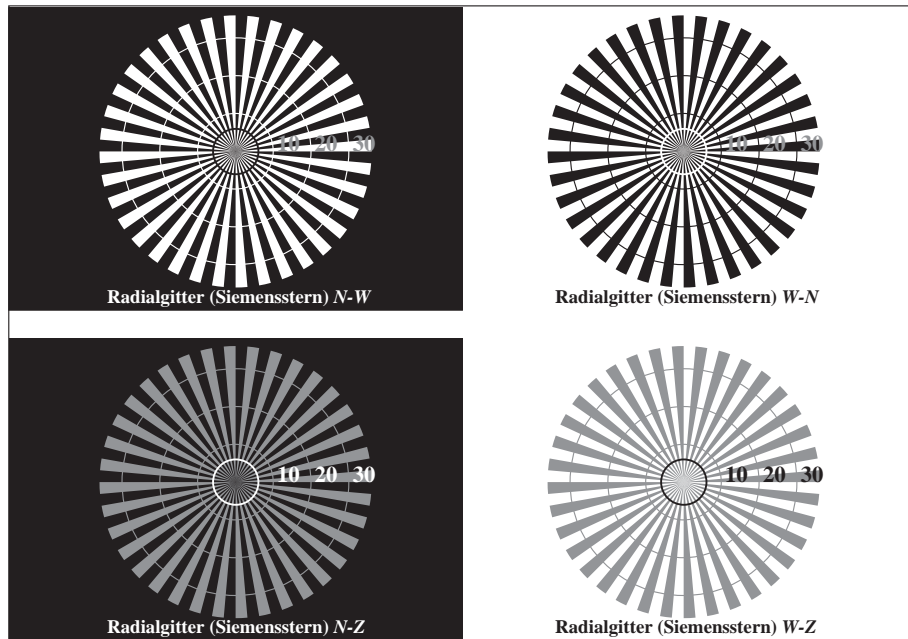 10 20 30
Radialgitter (Siemensstern) N-W
10 20 30
Radialgitter (Siemensstern) W-N
10 20 30
Radialgitter (Siemensstern) N-Z
10 20 30
Radialgitter (Siemensstern) W-Z